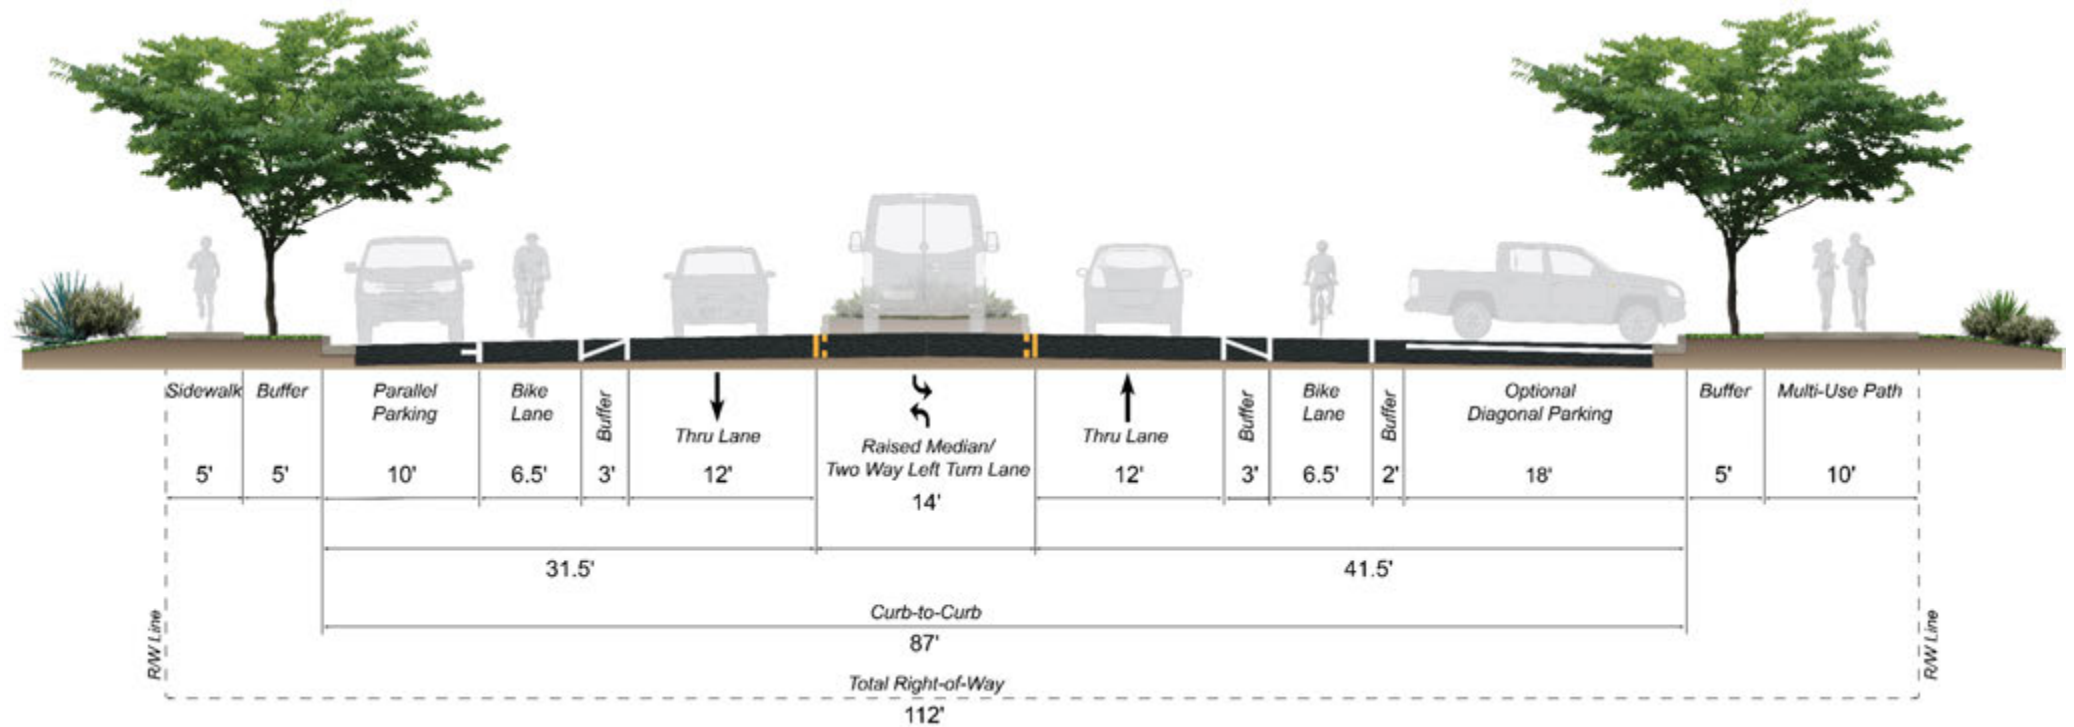 Sidewalk
Buffer
Parallel
Parking
Bike
Lane
Buffer
Thru Lane
Raised Median/
Two Way Left Turn Lane
Thru Lane
Buffer
Bike
Lane
Buffer
Optional
Diagonal Parking
Buffer
Multi-Use Path
5'
5'
10'
6.5'
3'
12'
14'
12'
3'
6.5'
2'
18'
5'
10'
31.5'
41.5'
Curb-to-Curb
87'
R/W Line
R/W Line
Total Right-of-Way
112'